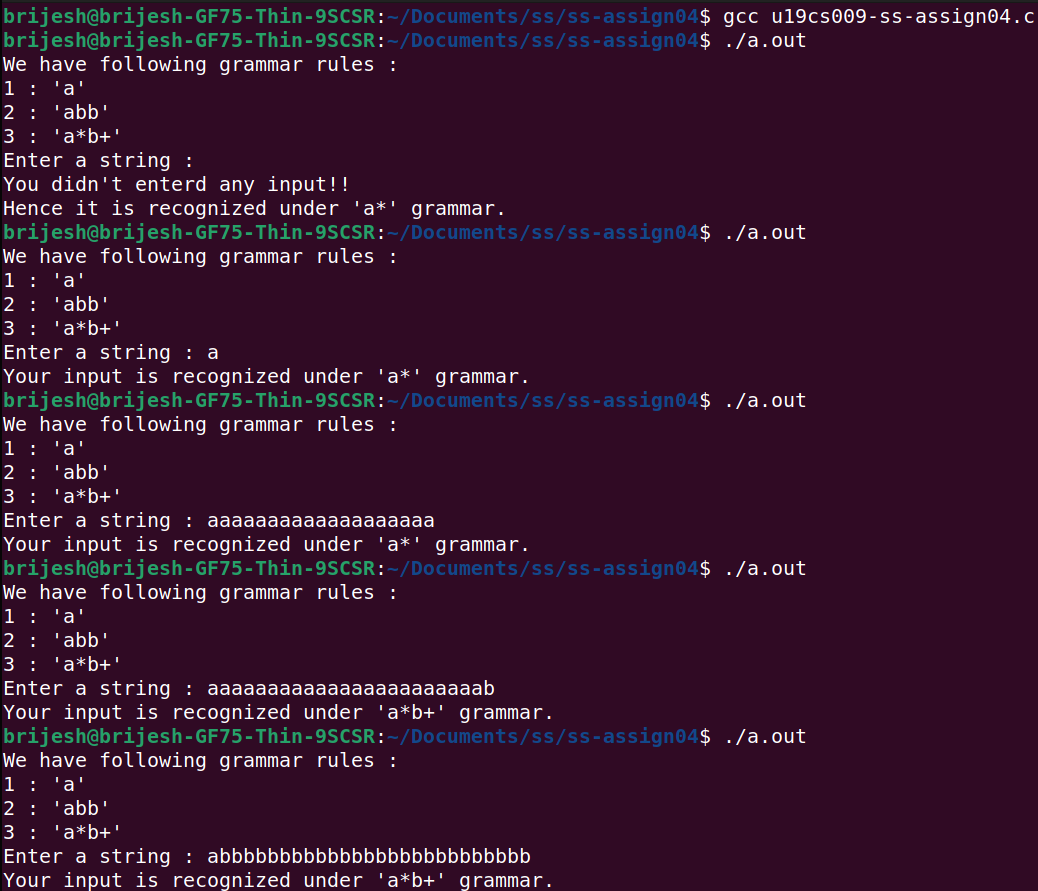 brijesh@brijesh-GF75-Thin-9SCSR:~/Documents/ss/ss-assign04$ gcc u19cs009-ss-assign04.c
brijesh@brijesh-GF75-Thin-9SCSR:~/Documents/ss/ss-assign04$ ./a.out
We have following grammar rules :
1 : 'a'
2 : 'abb'
3 : 'a*b+'
Enter a string :
You didn't enterd any input!!
Hence it is recognized under 'a*' grammar.
brijesh@brijesh-GF75-Thin-9SCSR:~/Documents/ss/ss-assign04$ ./a.out
We have following grammar rules :
1 : 'a'
2 : 'abb'
3 : 'a*b+'
Enter a string : a
Your input is recognized under 'a*' grammar.
brijesh@brijesh-GF75-Thin-9SCSR:~/Documents/ss/ss-assign04$ ./a.out
We have following grammar rules :
1 : 'a'
2 : 'abb'
3 : 'a*b+'
Enter a string : aaaaaaaaaaaaaaaaaaa
Your input is recognized under 'a*' grammar.
brijesh@brijesh-GF75-Thin-9SCSR:~/Documents/ss/ss-assign04$ ./a.out
We have following grammar rules :
1 : 'a'
2 : 'abb'
3 : 'a*b+'
Enter a string : aaaaaaaaaaaaaaaaaaaaaaab
Your input is recognized under 'a*b+' grammar.
brijesh@brijesh-GF75-Thin-9SCSR:~/Documents/ss/ss-assign04$ ./a.out
We have following grammar rules :
1 : 'a'
2 : 'abb'
3 : 'a*b+'
Enter a string : abbbbbbbbbbbbbbbbbbbbbbbbbb
Your input is recognized under 'a*b+' grammar.